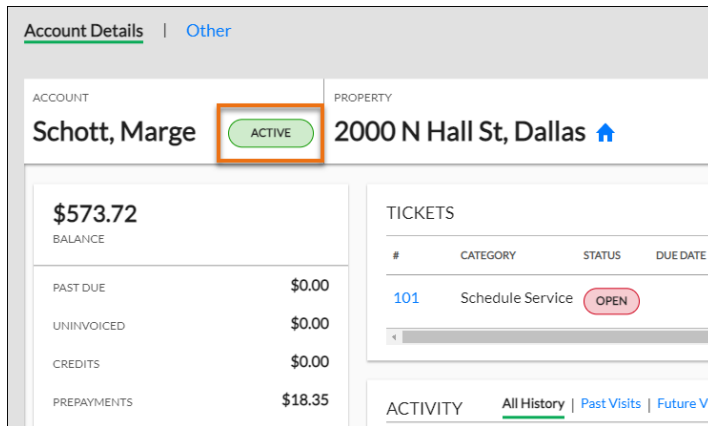 Account Details | Other
ACCOUNT
Schott, Marge ACTIVE
PROPERTY
2000 N Hall St, Dallas
$573.72
BALANCE
PAST DUE $0.00
UNINVOICED $0.00
CREDITS $0.00
PREPAYMENTS $18.35
TICKETS
# CATEGORY STATUS DUE DATE
101 Schedule Service OPEN
ACTIVITY All History | Past Visits | Future V